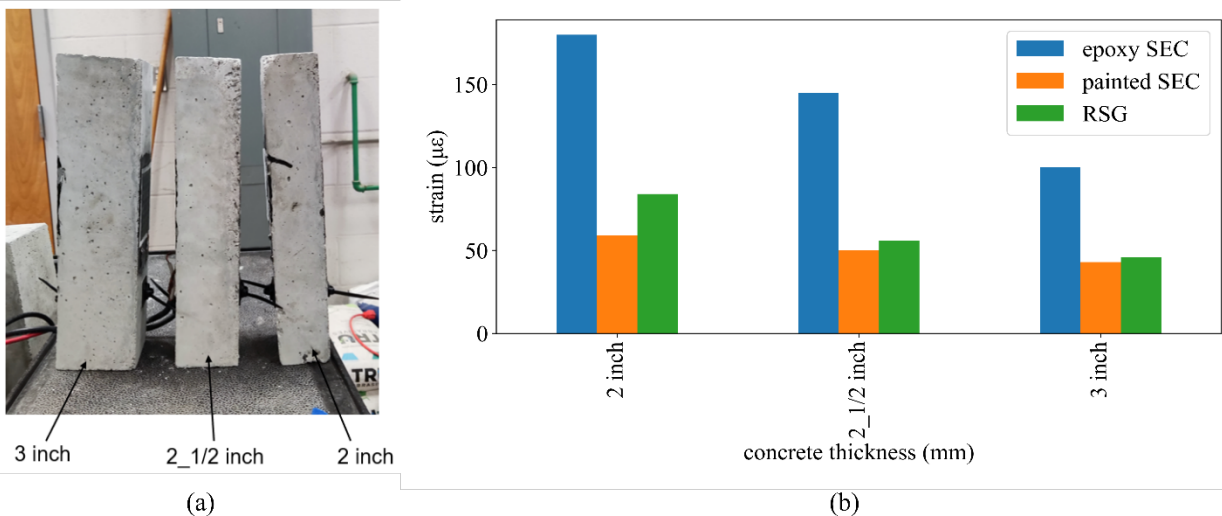 3 inch
2_1/2 inch
2 inch
(a)
150
100
50
0
strain (με)
epoxy SEC
painted SEC
RSG
2 inch
2_1/2 inch
3 inch
concrete thickness (mm)
(b)